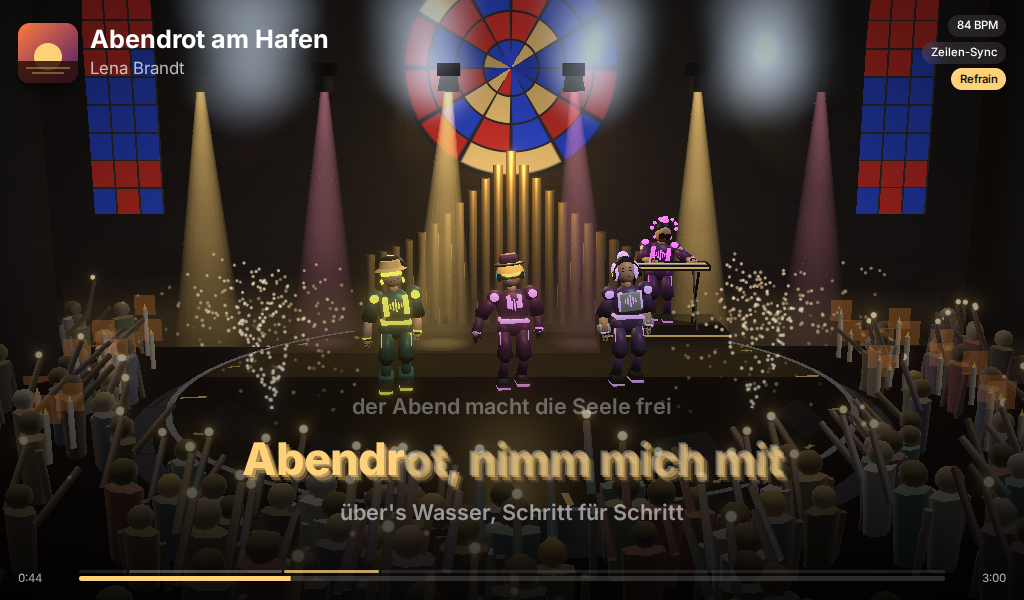 Abendrot am Hafen
Lena Brandt
84 BPM
Zeilen-Sync
Refrain
der Abend macht die Seele frei
Abendrot, nimm mich mit
über's Wasser, Schritt für Schritt
0:44
3:00